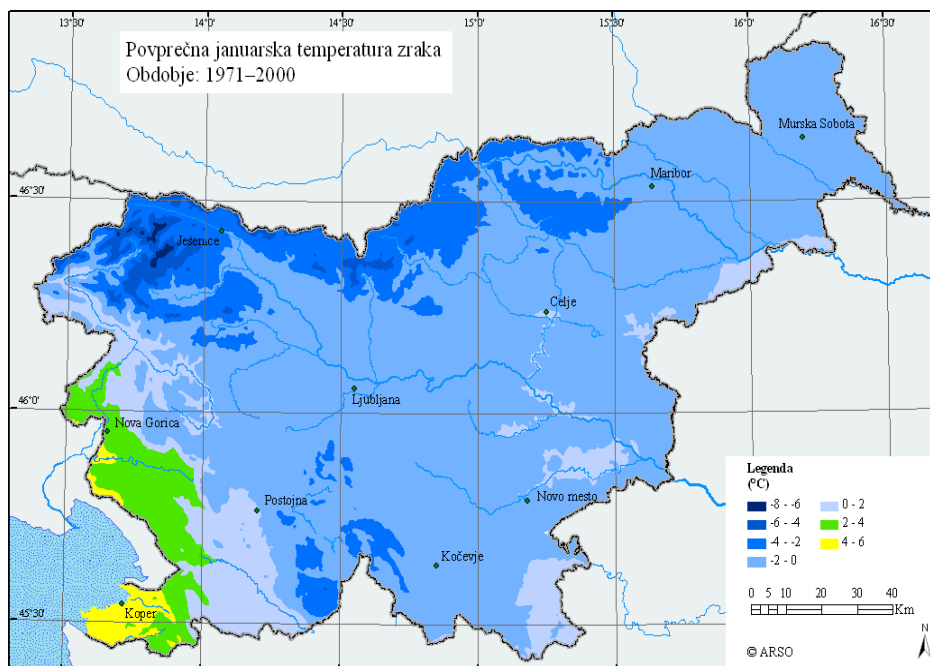 13°30' 14°0' 14°30' 15°0' 15°30' 16°0' 16°30'
Povprečna januarska temperatura zraka
Obdobje: 1971–2000
Murska Sobota
Maribor
46°30'
Jesenice
Celje
Ljubljana
46°0'
Nova Gorica
Postojna
Novo mesto
Kočevje
Koper
45°30'
Legenda
(°C)
-8 - -6
-6 - -4
-4 - -2
-2 - 0
0 - 2
2 - 4
4 - 6
0 5 10 20 30 40
Km
N
© ARSO